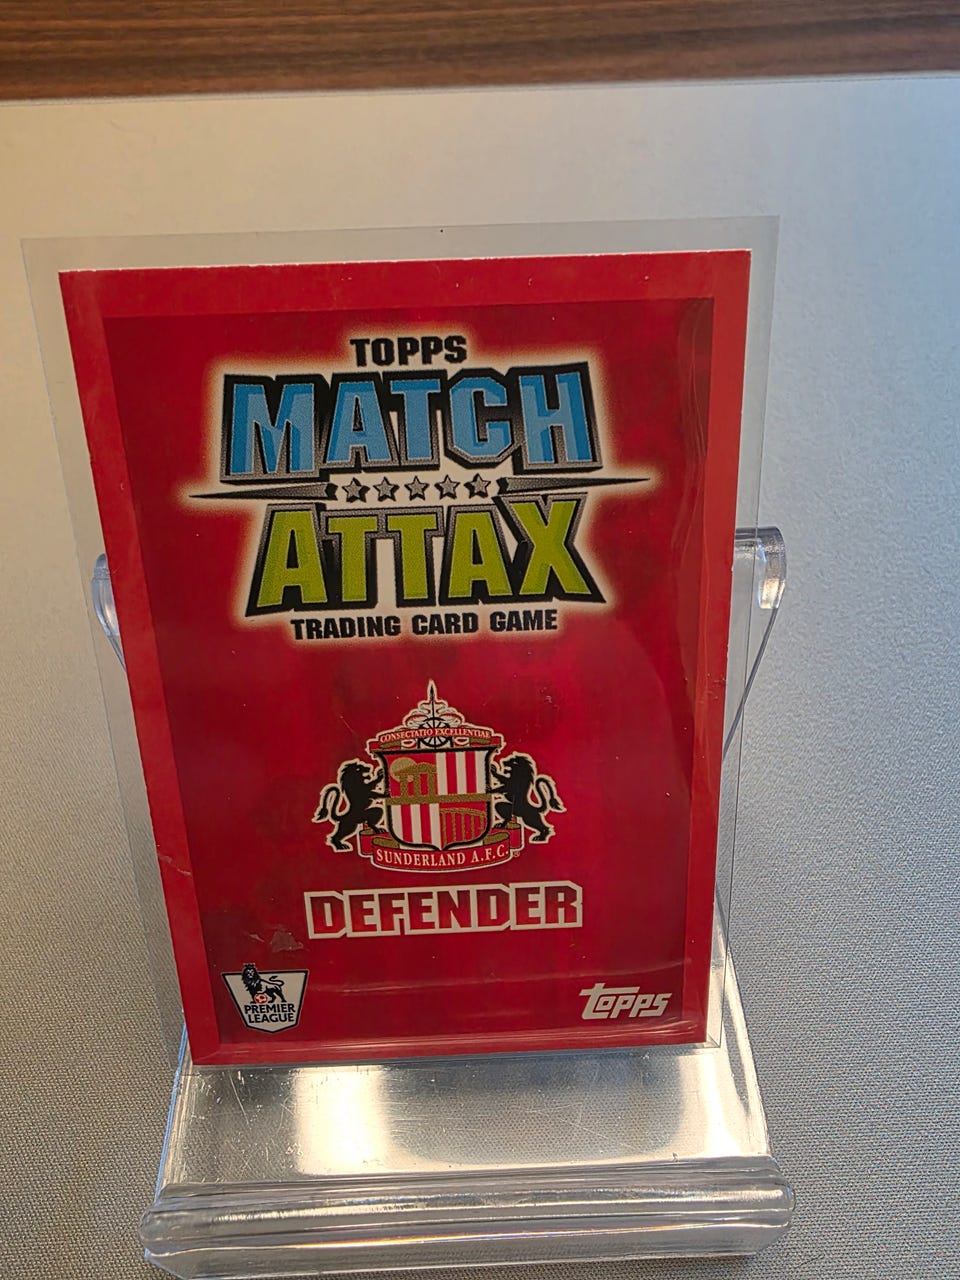 TOPPS
MATCH
ATTAX
TRADING CARD GAME
CONSECTATIO EXCELLENTIAE
SUNDERLAND A.F.C.
DEFENDER
PREMIER
LEAGUE
TOPPS